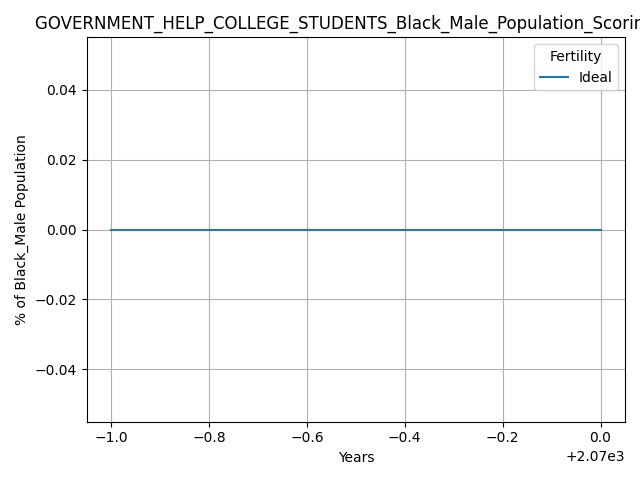 GOVERNMENT_HELP_COLLEGE_STUDENTS_Black_Male_Population_Scorin
Fertility
Ideal
0.04
0.02
0.00
−0.02
−0.04
% of Black_Male Population
−1.0 −0.8 −0.6 −0.4 −0.2 0.0
Years
+2.07e3